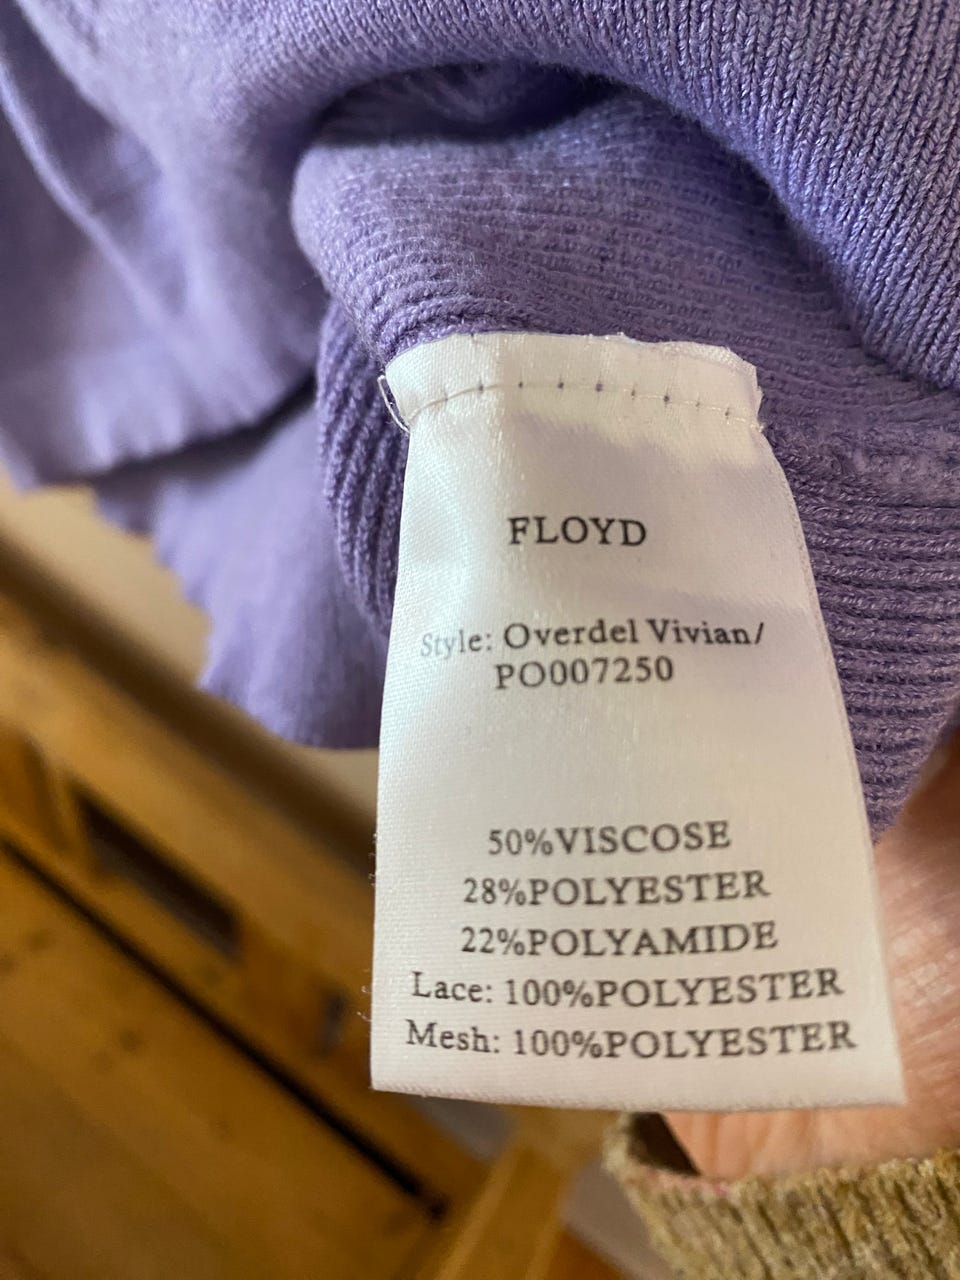 FLOYD
Style: Overdel Vivian/
PO007250
50%VISCOSE
28%POLYESTER
22%POLYAMIDE
Lace: 100%POLYESTER
Mesh: 100%POLYESTER